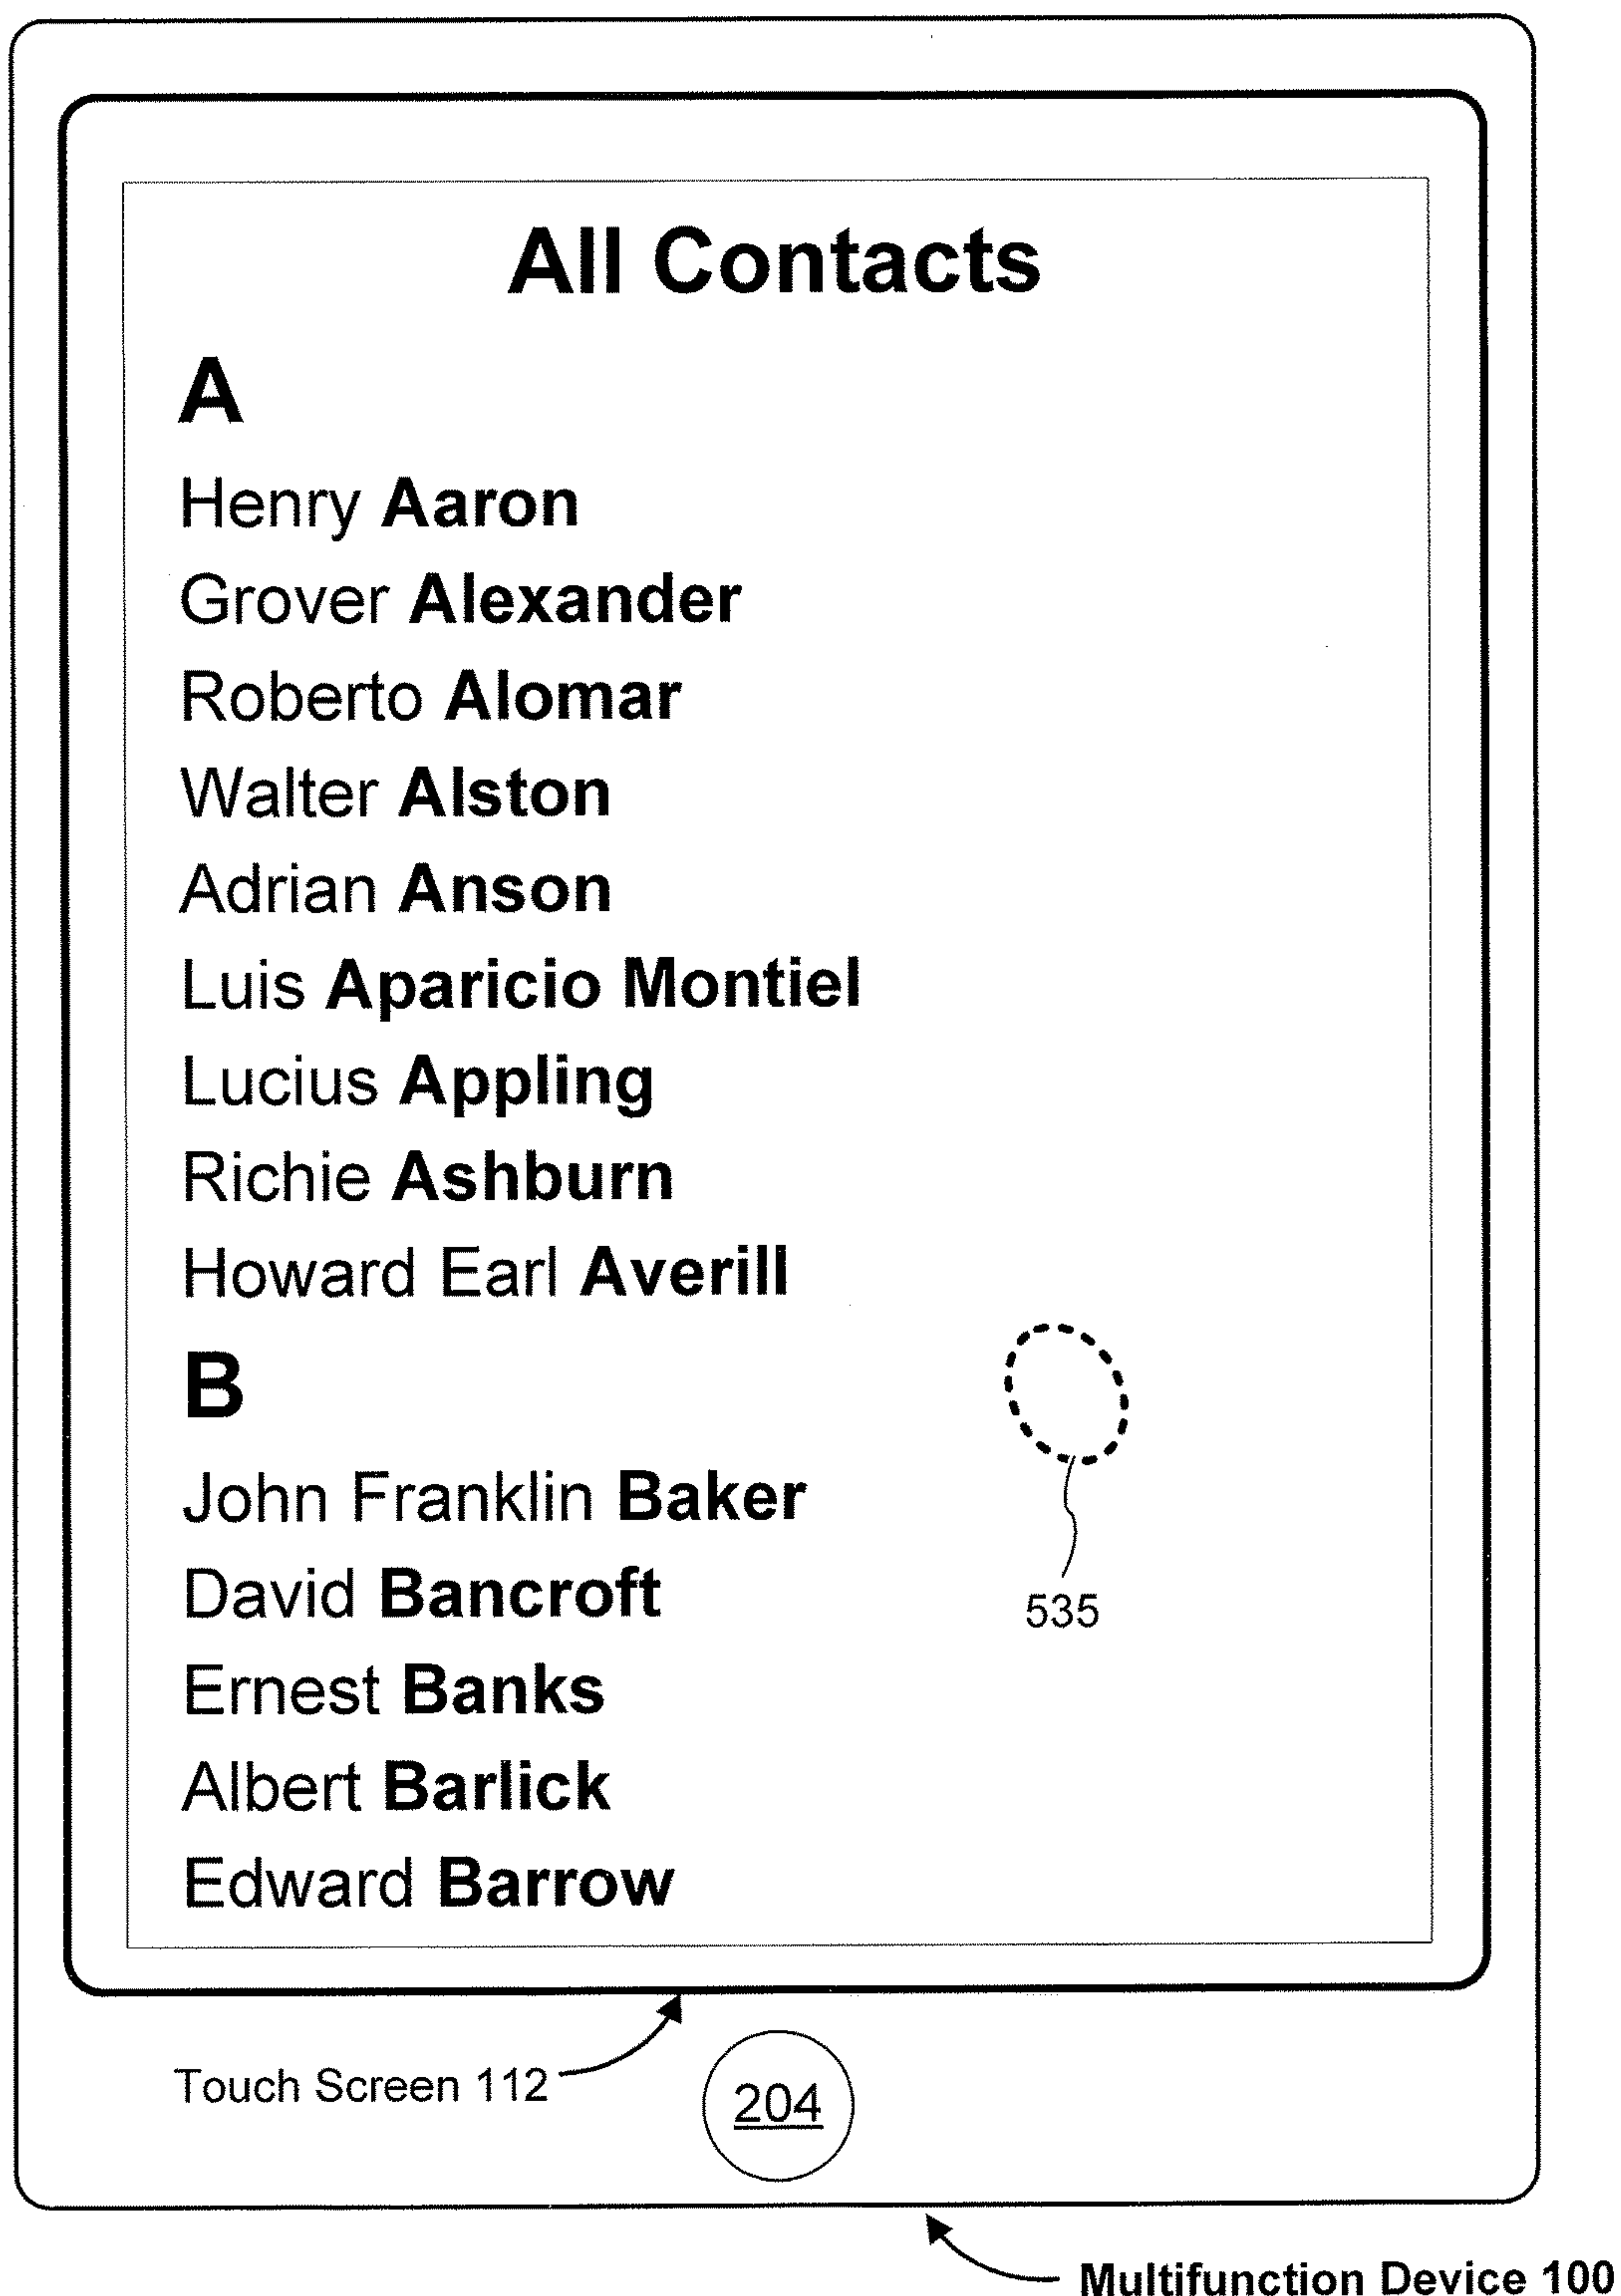 All Contacts
A
Henry Aaron
Grover Alexander
Roberto Alomar
Walter Alston
Adrian Anson
Luis Aparicio Montiel
Lucius Appling
Richie Ashburn
Howard Earl Averill
B
John Franklin Baker
David Bancroft
535
Ernest Banks
Albert Barlick
Edward Barrow
Touch Screen 112
204
Multifunction Device 100